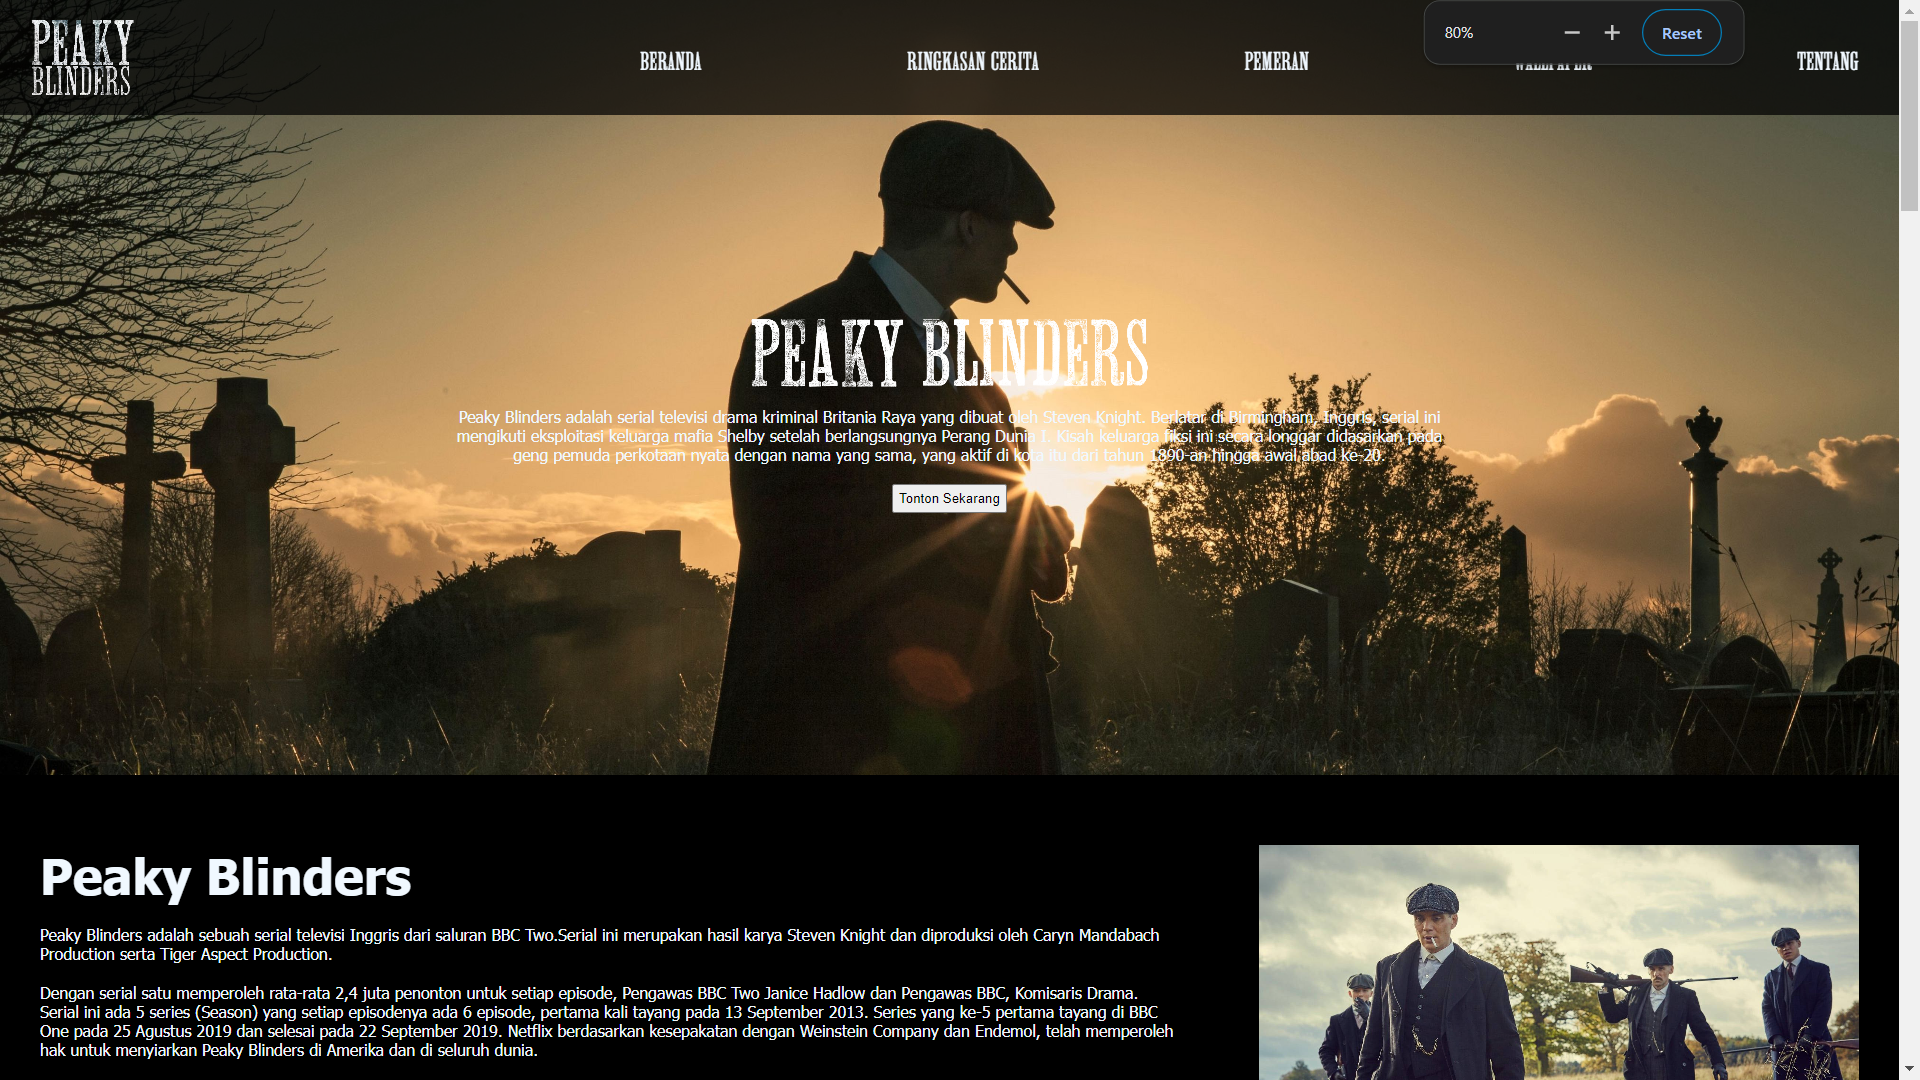 PEAKY
BLINDERS
BERANDA
RINGKASAN CERITA
PEMERAN
TENTANG
80%
Reset
PEAKY BLINDERS
Peaky Blinders adalah serial televisi drama kriminal Britania Raya yang dibuat oleh Steven Knight. Berlatar di Birmingham, Inggris, serial ini
mengikuti eksploitasi keluarga mafia Shelby setelah berlangsungnya Perang Dunia I. Kisah keluarga fiksi ini secara longgar didasarkan pada
geng pemuda perkotaan nyata dengan nama yang sama, yang aktif di kota itu dari tahun 1890-an hingga awal abad ke-20.
Tonton Sekarang
Peaky Blinders
Peaky Blinders adalah sebuah serial televisi Inggris dari saluran BBC Two.Serial ini merupakan hasil karya Steven Knight dan diproduksi oleh Caryn Mandabach
Production serta Tiger Aspect Production.
Dengan serial satu memperoleh rata-rata 2,4 juta penonton untuk setiap episode, Pengawas BBC Two Janice Hadlow dan Pengawas BBC, Komisaris Drama.
Serial ini ada 5 series (Season) yang setiap episodenya ada 6 episode, pertama kali tayang pada 13 September 2013. Series yang ke-5 pertama tayang di BBC
One pada 25 Agustus 2019 dan selesai pada 22 September 2019. Netflix berdasarkan kesepakatan dengan Weinstein Company dan Endemol, telah memperoleh
hak untuk menyiarkan Peaky Blinders di Amerika dan di seluruh dunia.